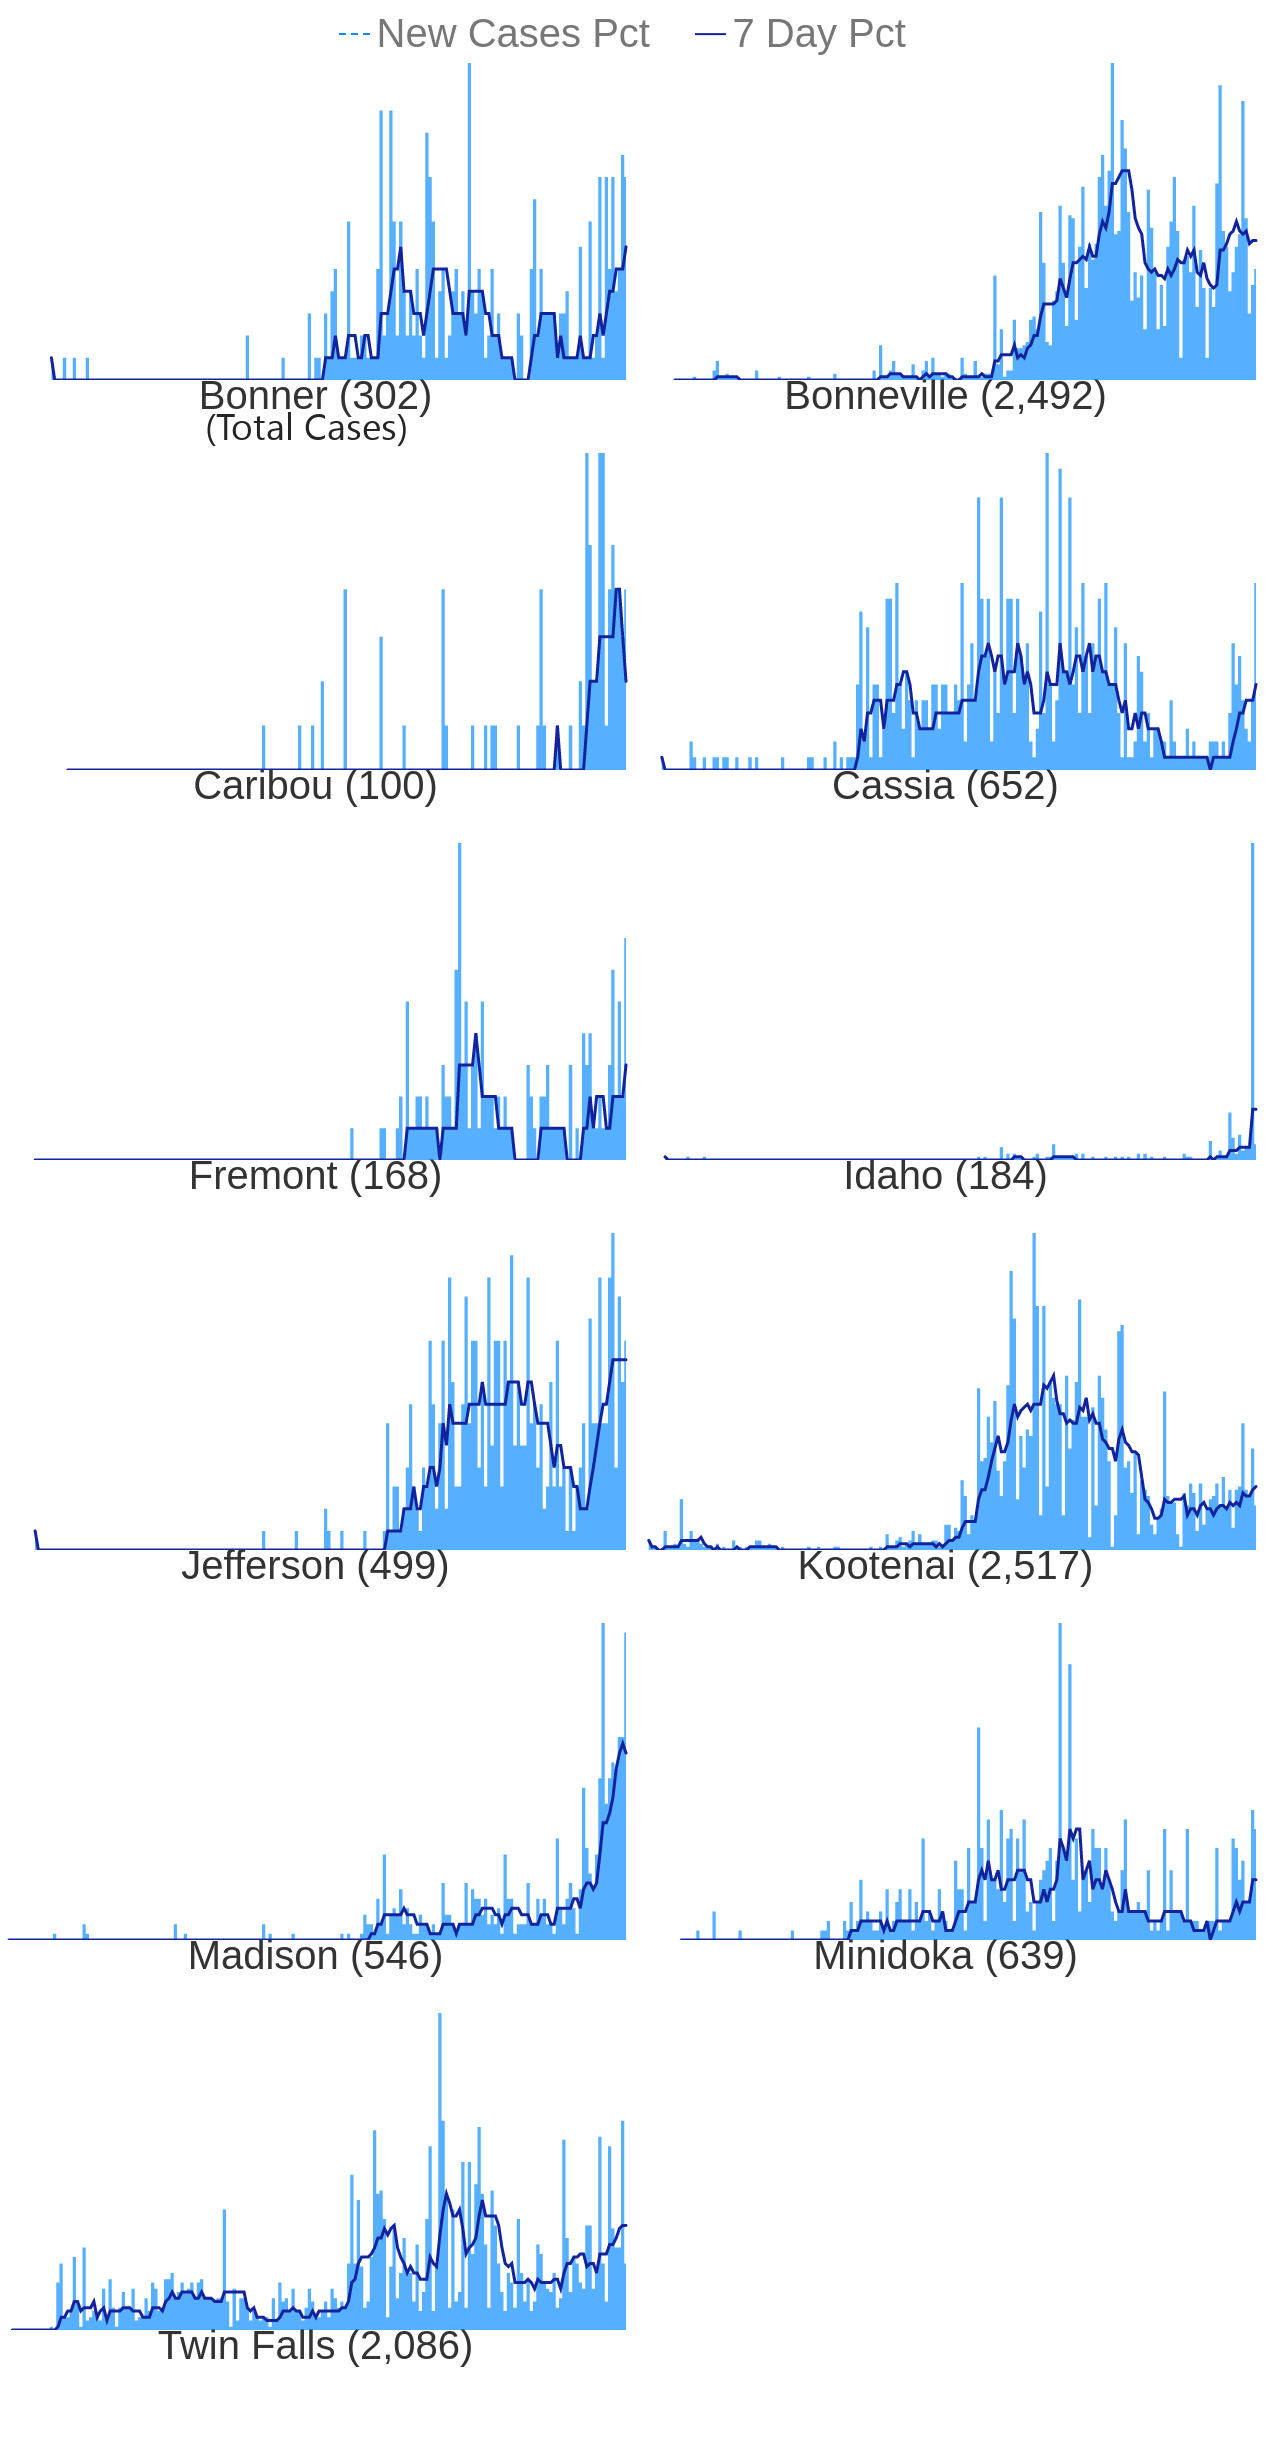 New Cases Pct 7 Day Pct
Bonner (302) Bonneville (2,492)
(Total Cases)
Caribou (100) Cassia (652)
Fremont (168) Idaho (184)
Jefferson (499) Kootenai (2,517)
Madison (546) Minidoka (639)
Twin Falls (2,086)